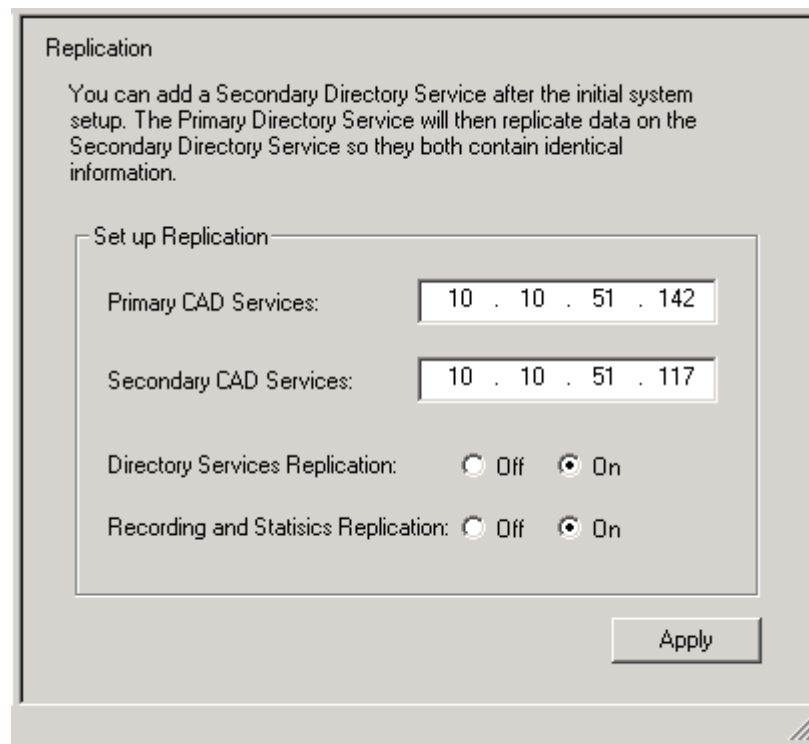 Replication
You can add a Secondary Directory Service after the initial system
setup. The Primary Directory Service will then replicate data on the
Secondary Directory Service so they both contain identical
information.
Set up Replication
Primary CAD Services: 10 . 10 . 51 . 142
Secondary CAD Services: 10 . 10 . 51 . 117
Directory Services Replication: Off On
Recording and Statisics Replication: Off On
Apply